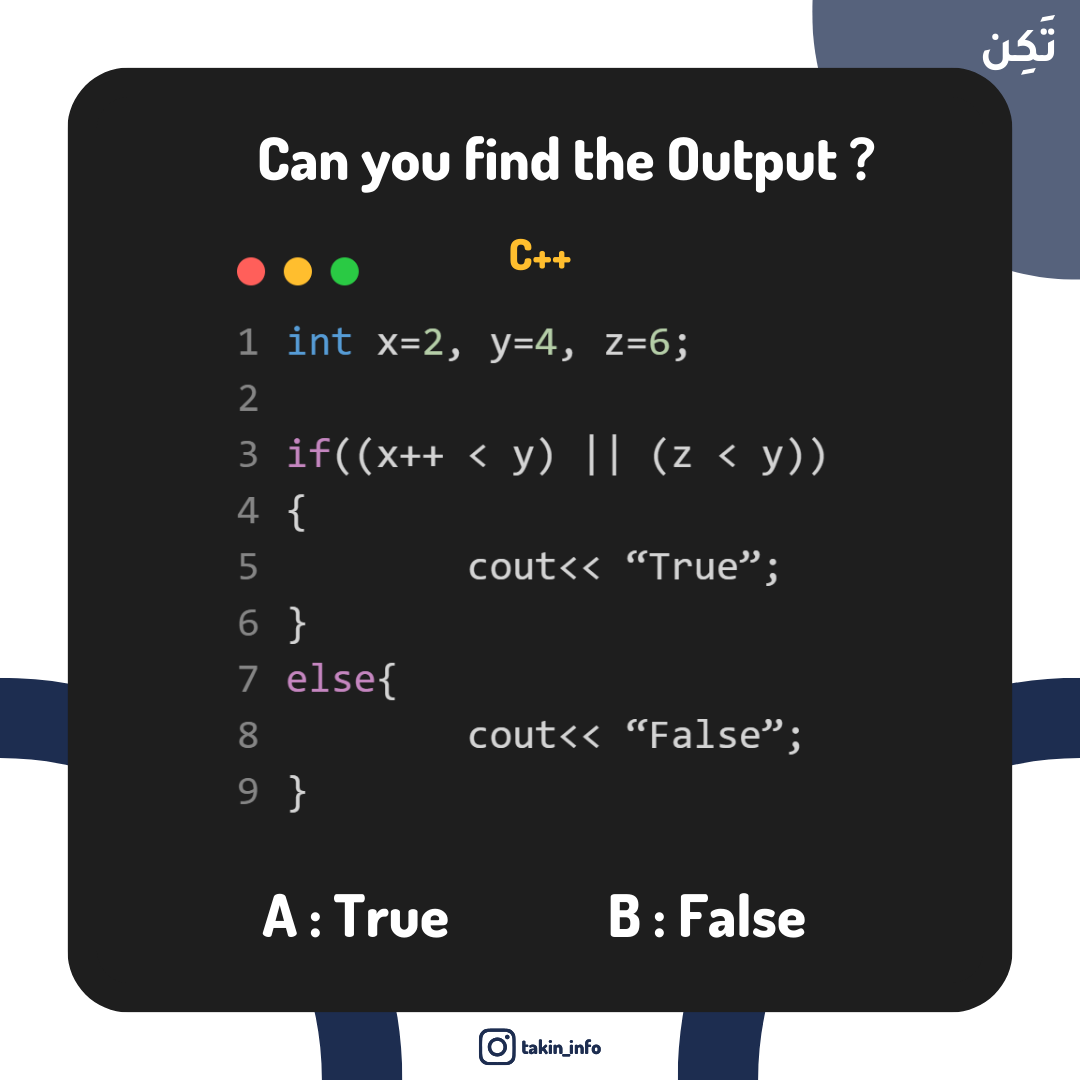 تَكِن
Can you find the Output ?
C++
1 int x=2, y=4, z=6;
2
3 if((x++ < y) || (z < y))
4 {
5 cout<< “True”;
6 }
7 else{
8 cout<< “False”;
9 }
A : True B : False
takin_info